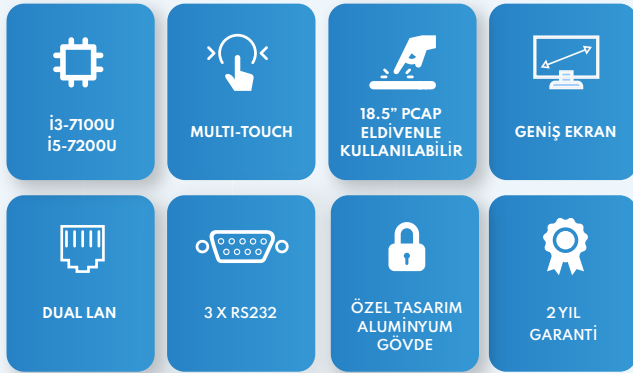 İ3-7100U
İ5-7200U
MULTI-TOUCH
18.5” PCAP
ELDİVENLE
KULLANILABİLİR
GENİŞ EKRAN
DUAL LAN
3 X RS232
ÖZEL TASARIM
ALUMİNYUM
GÖVDE
2 YIL
GARANTİ